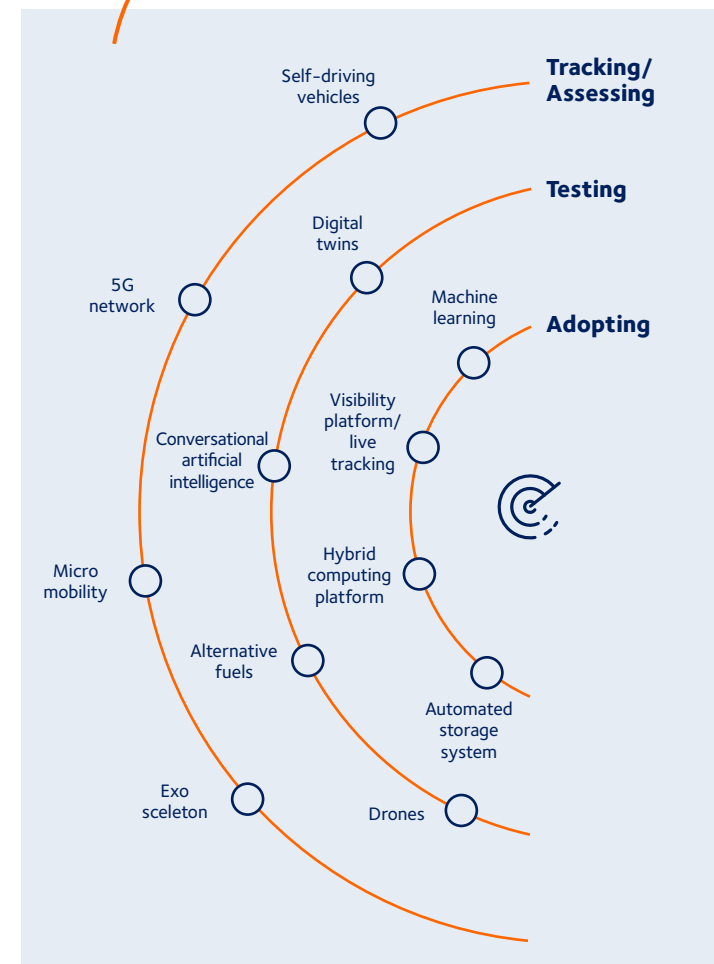 Tracking/
Assessing
Self-driving
vehicles
5G
network
Micro
mobility
Exo
sceleton
Testing
Digital
twins
Conversational
artificial
intelligence
Alternative
fuels
Drones
Adopting
Machine
learning
Visibility
platform/
live
tracking
Hybrid
computing
platform
Automated
storage
system